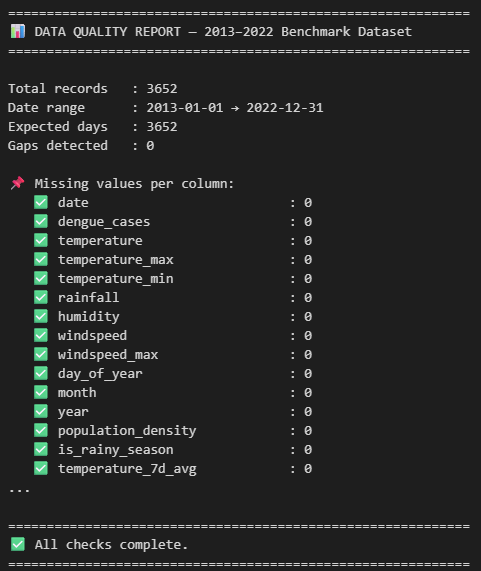 ============================================================
📊 DATA QUALITY REPORT — 2013–2022 Benchmark Dataset
============================================================
Total records   : 3652
Date range      : 2013-01-01 → 2022-12-31
Expected days   : 3652
Gaps detected   : 0
📌 Missing values per column:
✅ date                          : 0
✅ dengue_cases                  : 0
✅ temperature                   : 0
✅ temperature_max               : 0
✅ temperature_min               : 0
✅ rainfall                      : 0
✅ humidity                      : 0
✅ windspeed                     : 0
✅ windspeed_max                 : 0
✅ day_of_year                   : 0
✅ month                         : 0
✅ year                          : 0
✅ population_density            : 0
✅ is_rainy_season               : 0
✅ temperature_7d_avg            : 0
...
============================================================
✅ All checks complete.
============================================================